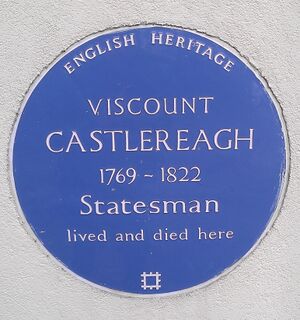 ENGLISH HERITAGE
VISCOUNT
CASTLEREAGH
1769 - 1822
Statesman
lived and died here